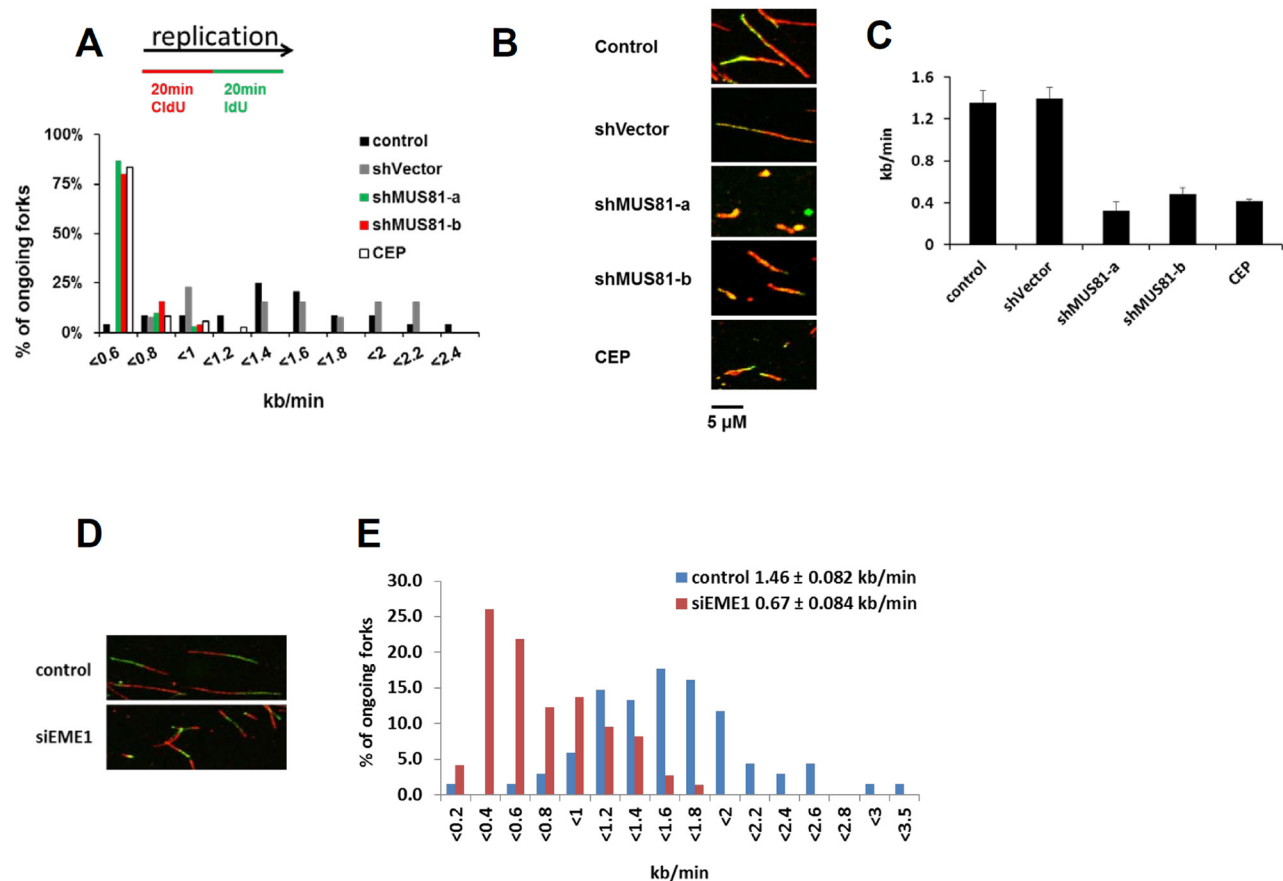 A
replication
20min
CldU
20min
IdU
100%
75%
50%
25%
0%
% of ongoing forks
control
shVector
shMUS81-a
shMUS81-b
CEP
<0.6 <0.8 <1 <1.2 <1.4 <1.6 <1.8 <2 <2.2 <2.4
kb/min
B
Control
shVector
shMUS81-a
shMUS81-b
CEP
5 µM
C
1.6
1.2
0.8
0.4
0
kb/min
control shVector shMUS81-a shMUS81-b CEP
D
control
siEME1
E
control 1.46 ± 0.082 kb/min
siEME1 0.67 ± 0.084 kb/min
30.0
25.0
20.0
15.0
10.0
5.0
0.0
% of ongoing forks
<0.2 <0.4 <0.6 <0.8 <1 <1.2 <1.4 <1.6 <1.8 <2 <2.2 <2.4 <2.6 <2.8 <3 <3.5
kb/min